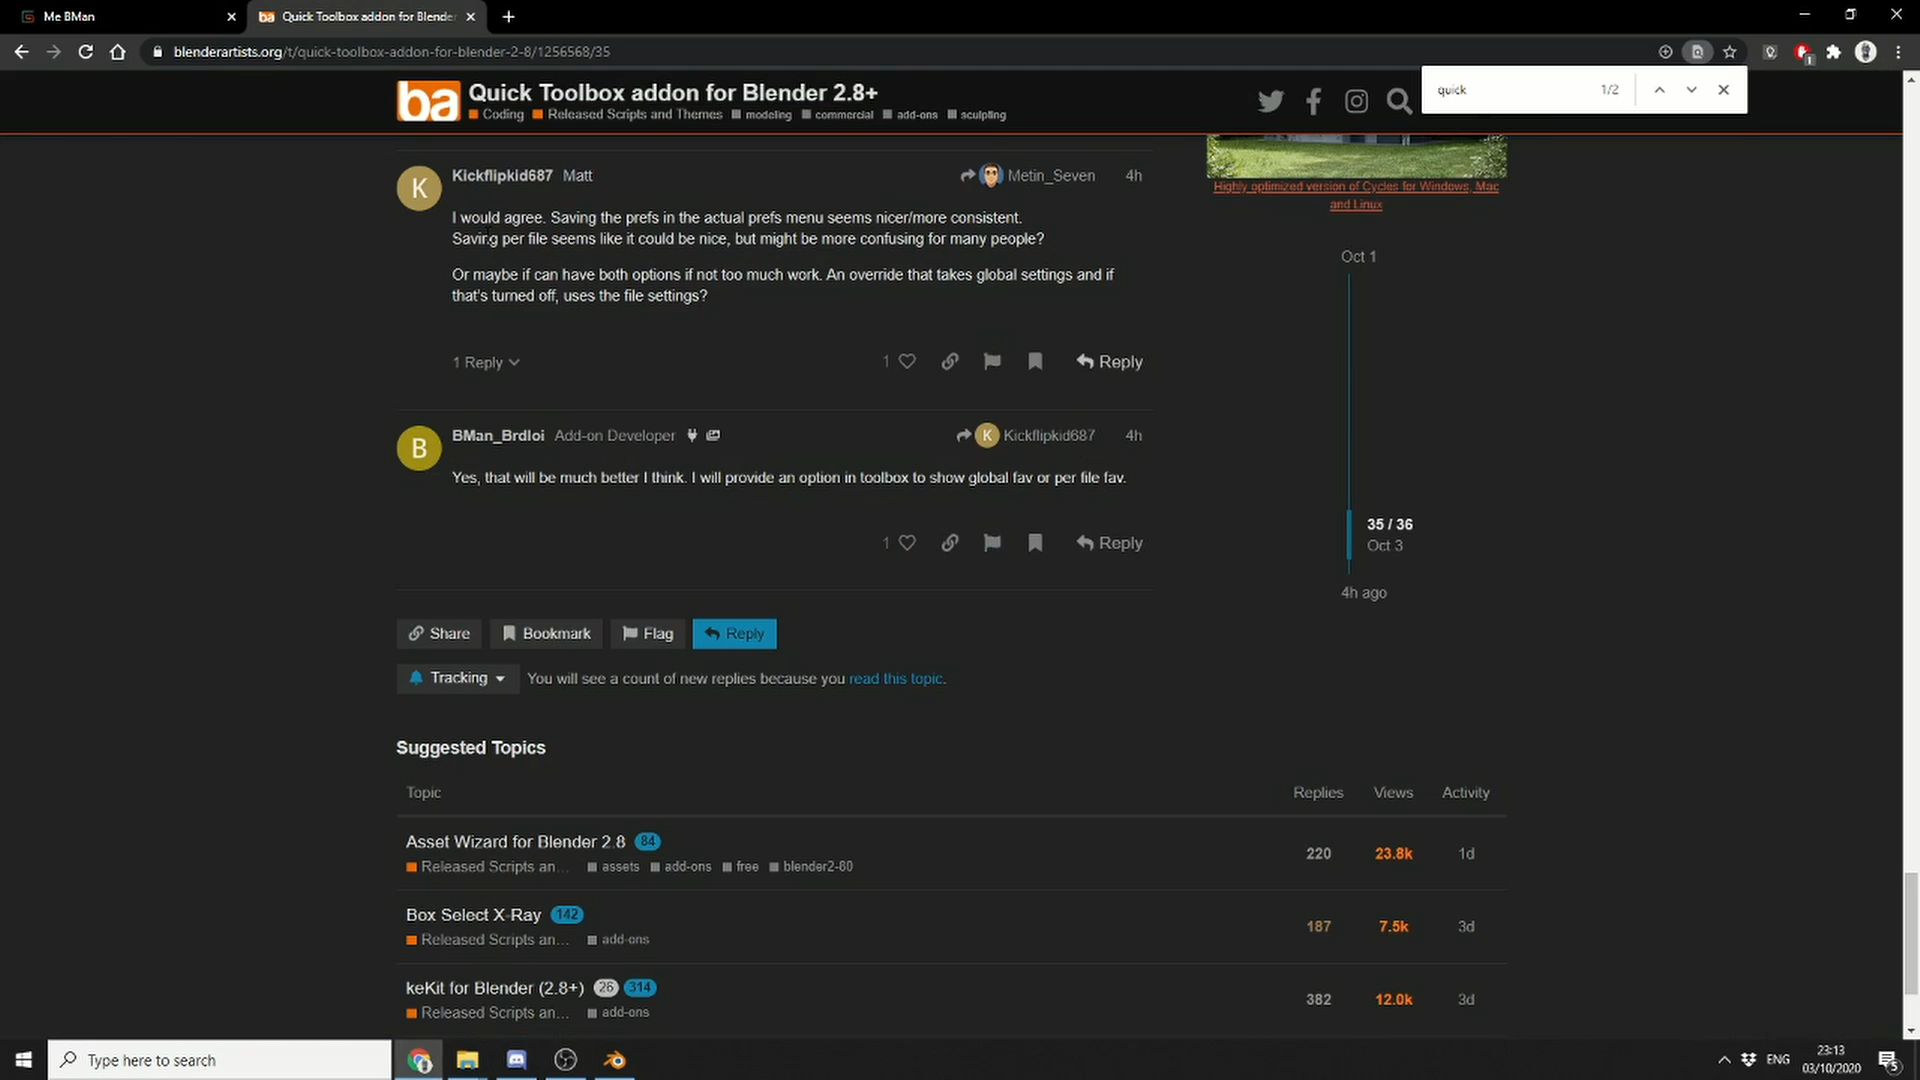 Me BMan
ba Quick Toolbox addon for Blender
blenderartists.org/t/quick-toolbox-addon-for-blender-2-8/1256568/35
1
quick 1/2
ba Quick Toolbox addon for Blender 2.8+
Coding Released Scripts and Themes modeling commercial add-ons sculpting
K Kickflipkid687 Matt Metin_Seven 4h
I would agree. Saving the prefs in the actual prefs menu seems nicer/more consistent.
Saving per file seems like it could be nice, but might be more confusing for many people?
Or maybe if can have both options if not too much work. An override that takes global settings and if
that's turned off, uses the file settings?
1 Reply 1 Reply
Highly optimized version of Cycles for Windows, Mac
and Linux
Oct 1
35 / 36
Oct 3
4h ago
B BMan_Brdloi Add-on Developer K Kickflipkid687 4h
Yes, that will be much better I think. I will provide an option in toolbox to show global fav or per file fav.
1 Reply
Share Bookmark Flag Reply
Tracking You will see a count of new replies because you read this topic.
Suggested Topics
Topic Replies Views Activity
Asset Wizard for Blender 2.8 84 220 23.8k 1d
Released Scripts an... assets add-ons free blender2-80
Box Select X-Ray 142 187 7.5k 3d
Released Scripts an... add-ons
keKit for Blender (2.8+) 26 314 382 12.0k 3d
Released Scripts an... add-ons
Type here to search
ENG
23:13
03/10/2020
5